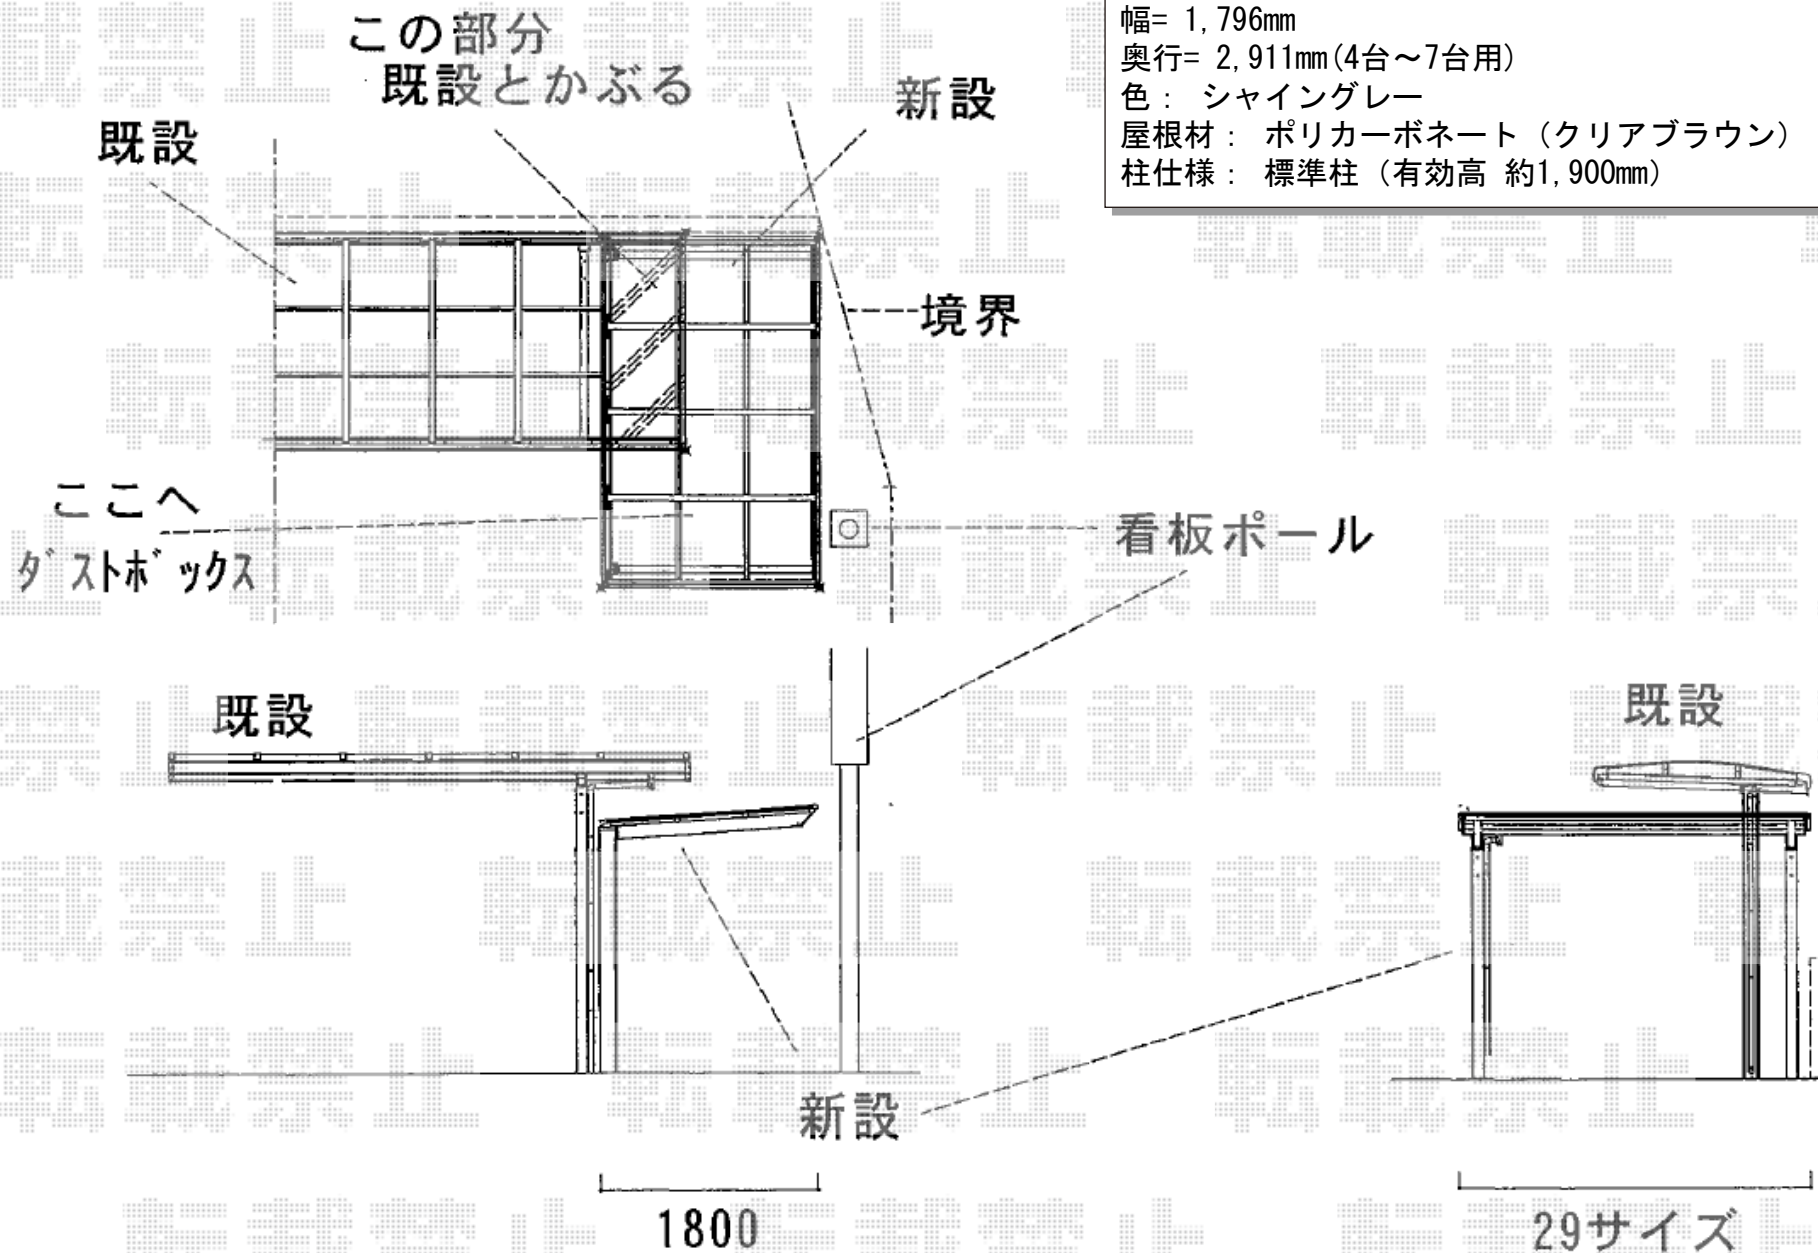 幅= 1,796mm
奥行= 2,911mm(4台～7台用)
色： シャイングレー
屋根材： ポリカーボネート（クリアブラウン）
柱仕様： 標準柱（有効高 約1,900mm）
この部分
既設とかぶる
新設
既設
境界
ここへ
ダストボックス
看板ポール
既設
既設
新設
1800
29サイズ
転載禁止